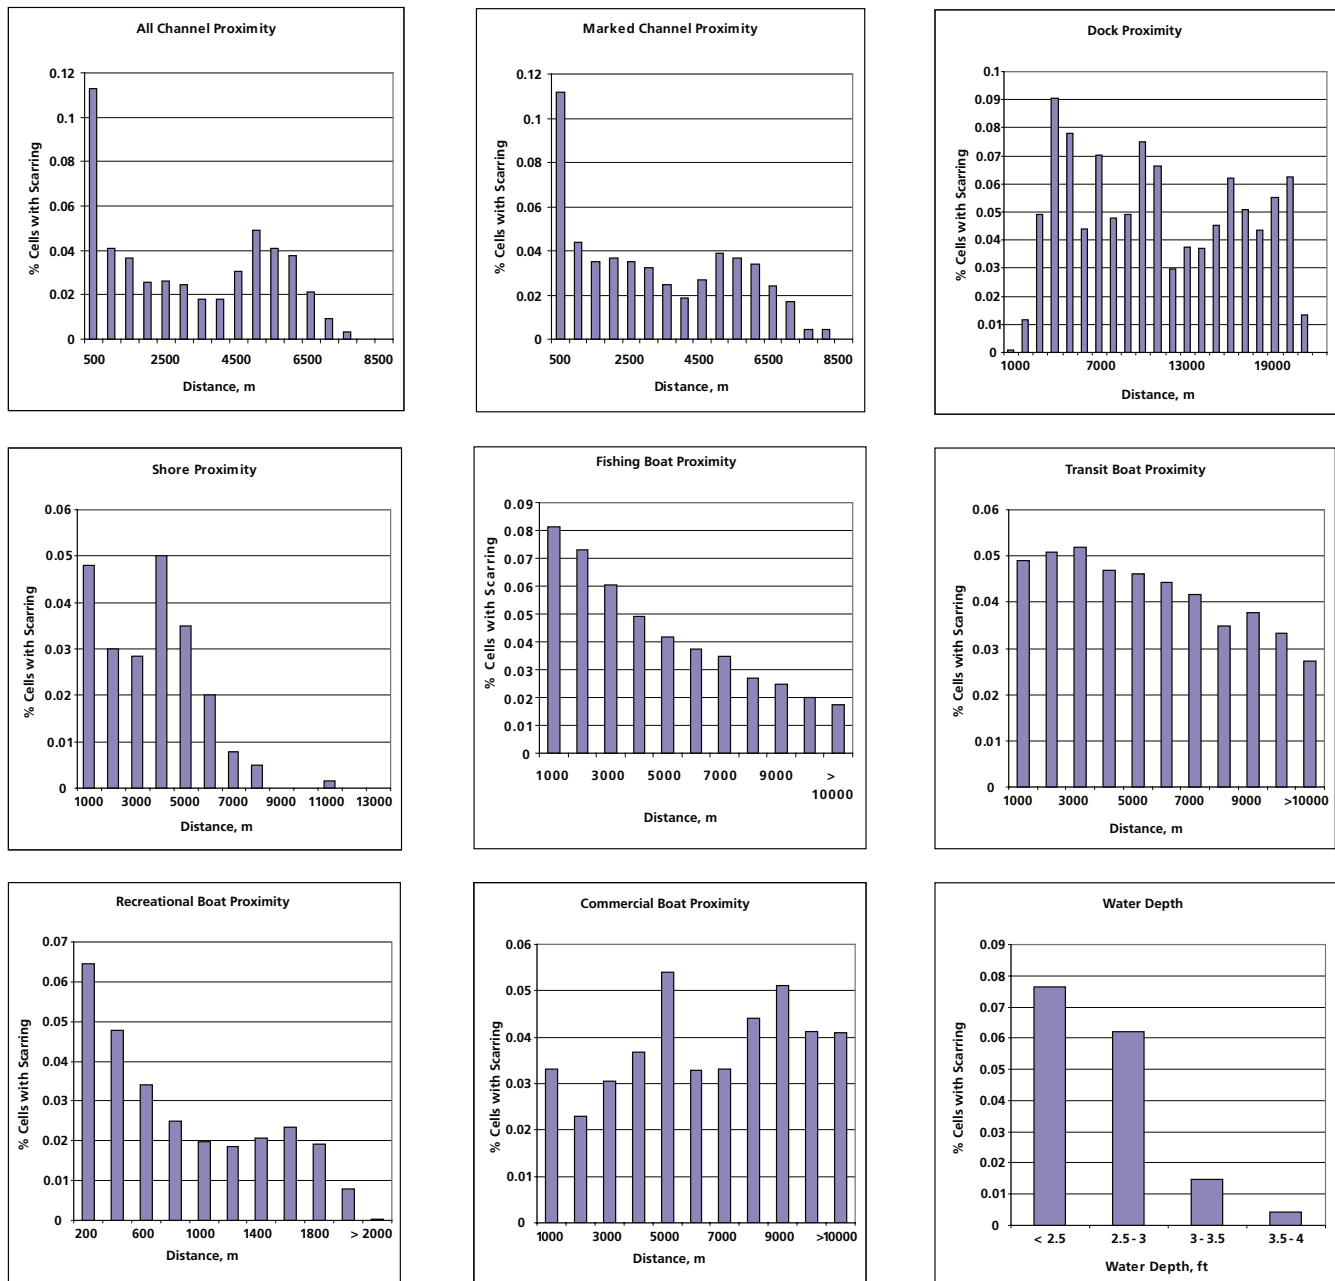 All Channel Proximity
% Cells with Scarring
0.12
0.1
0.08
0.06
0.04
0.02
0
500 2500 4500 6500 8500
Distance, m
Marked Channel Proximity
% Cells with Scarring
0.12
0.1
0.08
0.06
0.04
0.02
0
500 2500 4500 6500 8500
Distance, m
Dock Proximity
% Cells with Scarring
0.1
0.09
0.08
0.07
0.06
0.05
0.04
0.03
0.02
0.01
0
1000 7000 13000 19000
Distance, m
Shore Proximity
% Cells with Scarring
0.06
0.05
0.04
0.03
0.02
0.01
0
1000 3000 5000 7000 9000 11000 13000
Distance, m
Fishing Boat Proximity
% Cells with Scarring
0.09
0.08
0.07
0.06
0.05
0.04
0.03
0.02
0.01
0
1000 3000 5000 7000 9000 >
10000
Distance, m
Transit Boat Proximity
% Cells with Scarring
0.06
0.05
0.04
0.03
0.02
0.01
0
1000 3000 5000 7000 9000 >10000
Distance, m
Recreational Boat Proximity
% Cells with Scarring
0.07
0.06
0.05
0.04
0.03
0.02
0.01
0
200 600 1000 1400 1800 > 2000
Distance, m
Commercial Boat Proximity
% Cells with Scarring
0.06
0.05
0.04
0.03
0.02
0.01
0
1000 3000 5000 7000 9000 >10000
Distance, m
Water Depth
% Cells with Scarring
0.09
0.08
0.07
0.06
0.05
0.04
0.03
0.02
0.01
0
< 2.5 2.5 - 3 3 - 3.5 3.5 - 4
Water Depth, ft